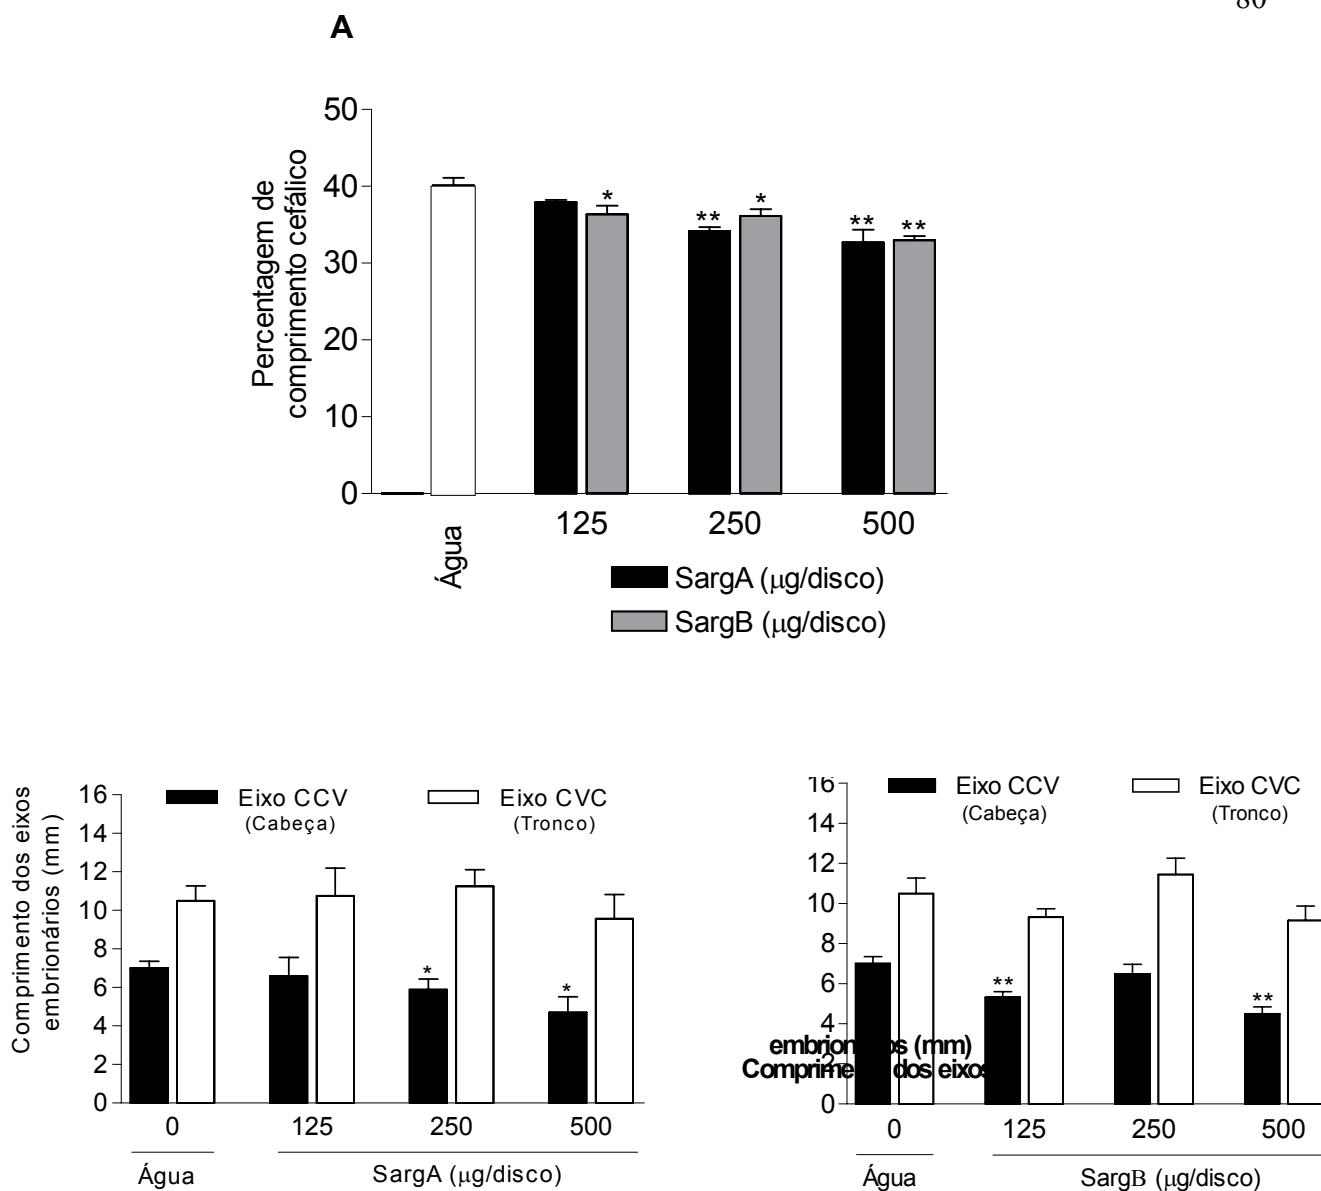 80
A
Percentagem de
comprimento cefálico
50
40
30
20
10
0
*
**
*
**
**
Água
125
250
500
SargA (µg/disco)
SargB (µg/disco)
Comprimento dos eixos
embrionários (mm)
16
14
12
10
8
6
4
2
0
Eixo CCV
(Cabeça)
Eixo CVC
(Tronco)
*
*
0
125
250
500
Água
SargA (µg/disco)
16
14
12
10
8
6
4
2
0
Eixo CCV
(Cabeça)
Eixo CVC
(Tronco)
**
**
(mm)
dos eixos
0
125
250
500
Água
SargB (µg/disco)